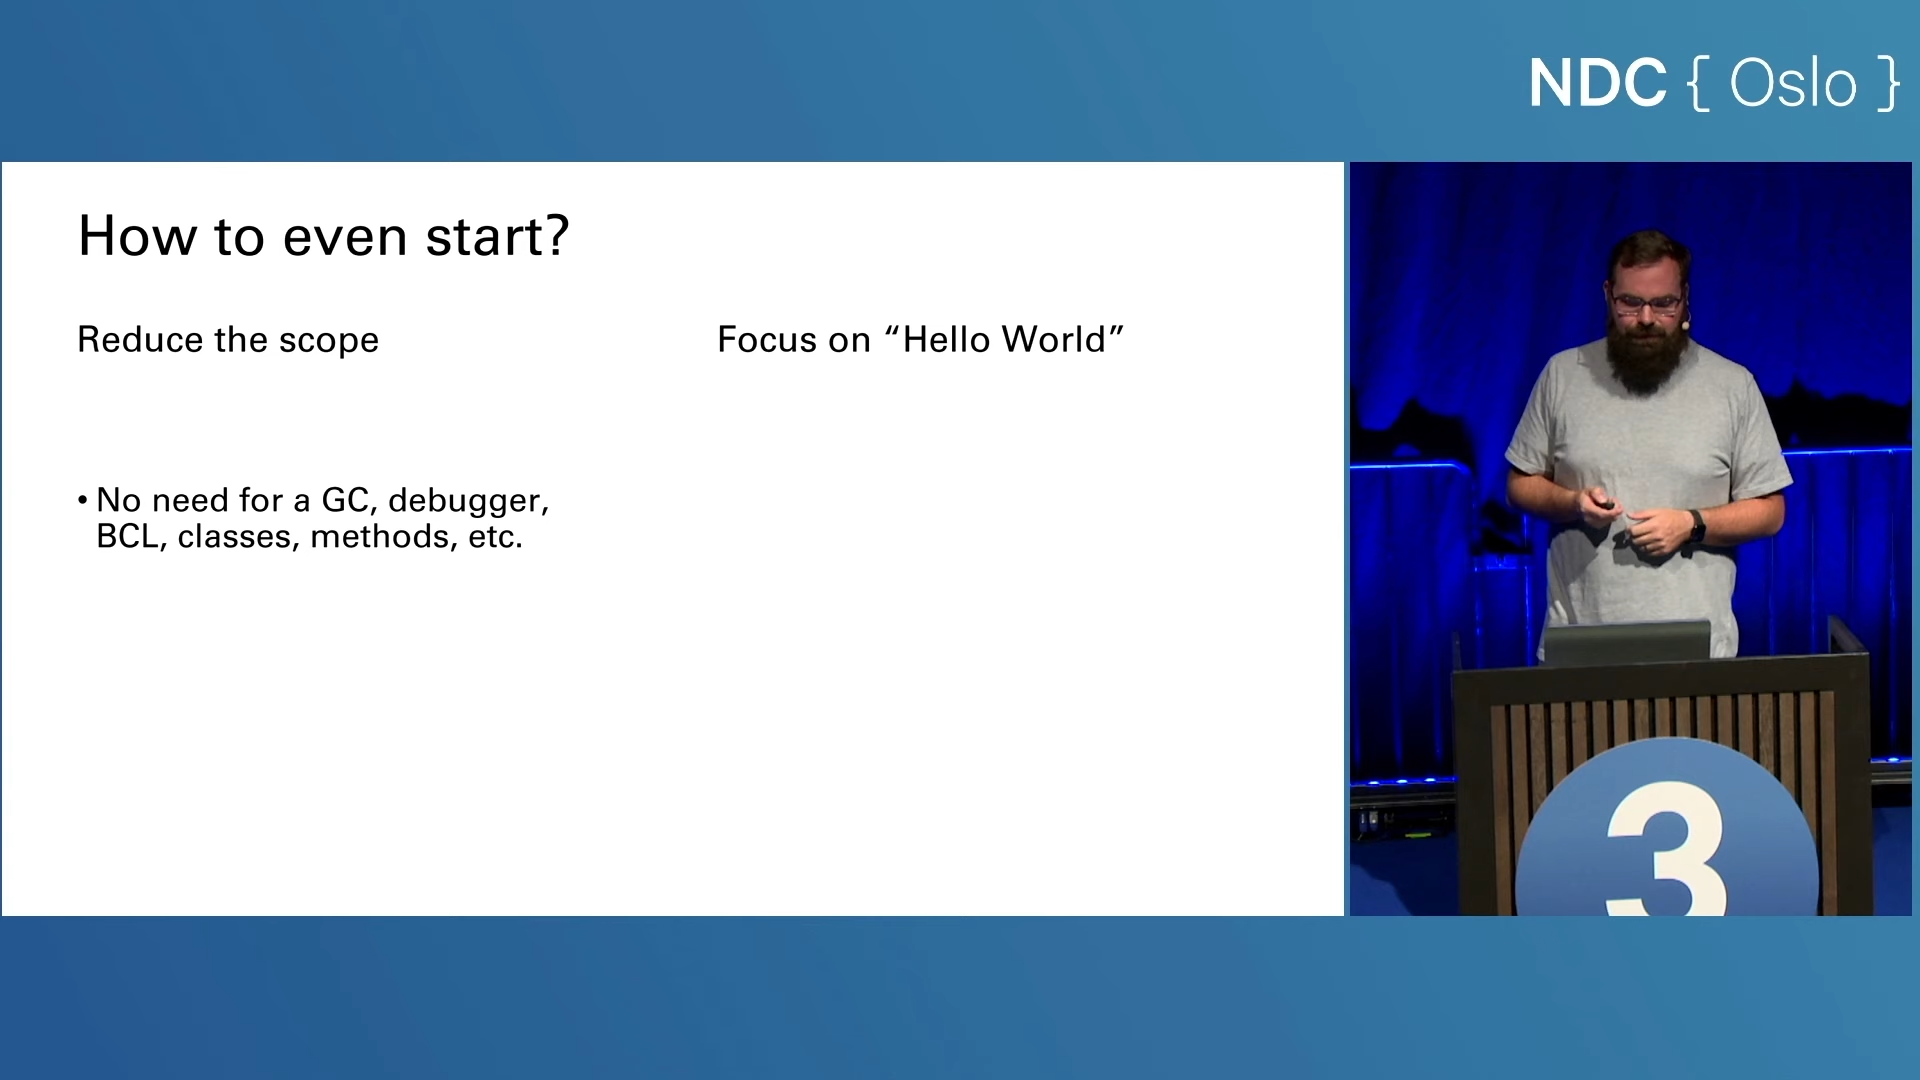 NDC { Oslo }
How to even start?
Reduce the scope
Focus on “Hello World”
• No need for a GC, debugger,
BCL, classes, methods, etc.
3